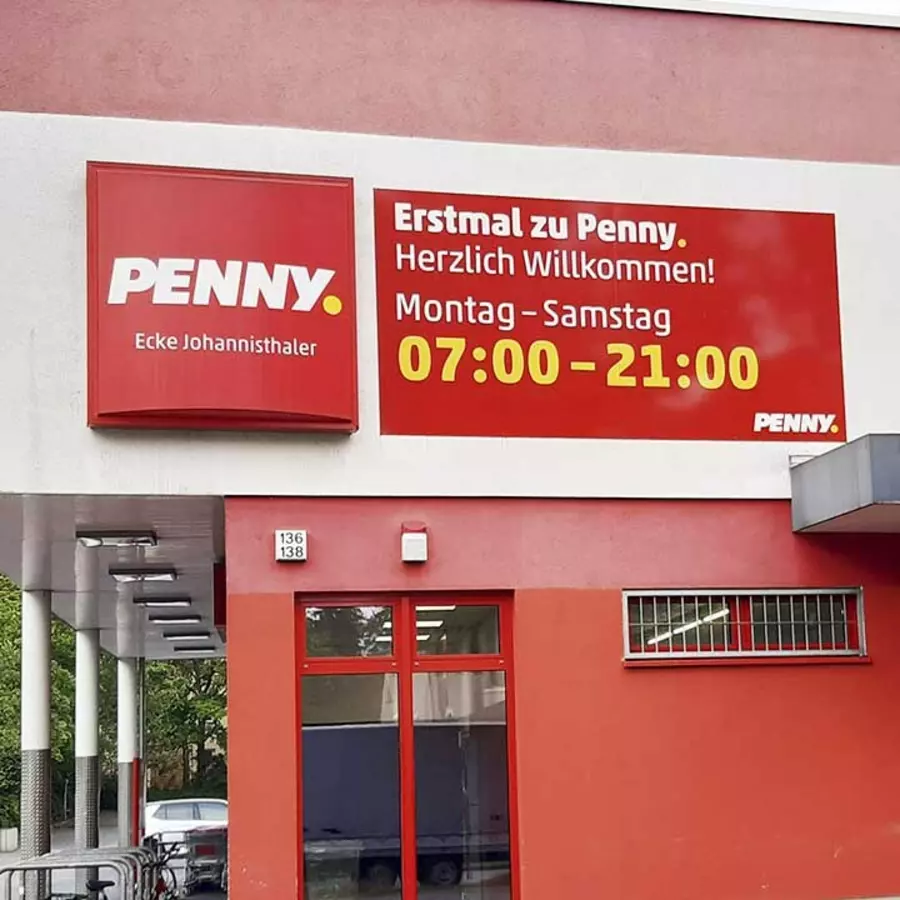 PENNY.
Ecke Johannisthaler
Erstmal zu Penny.
Herzlich Willkommen!
Montag – Samstag
07:00 – 21:00
PENNY.
136
138